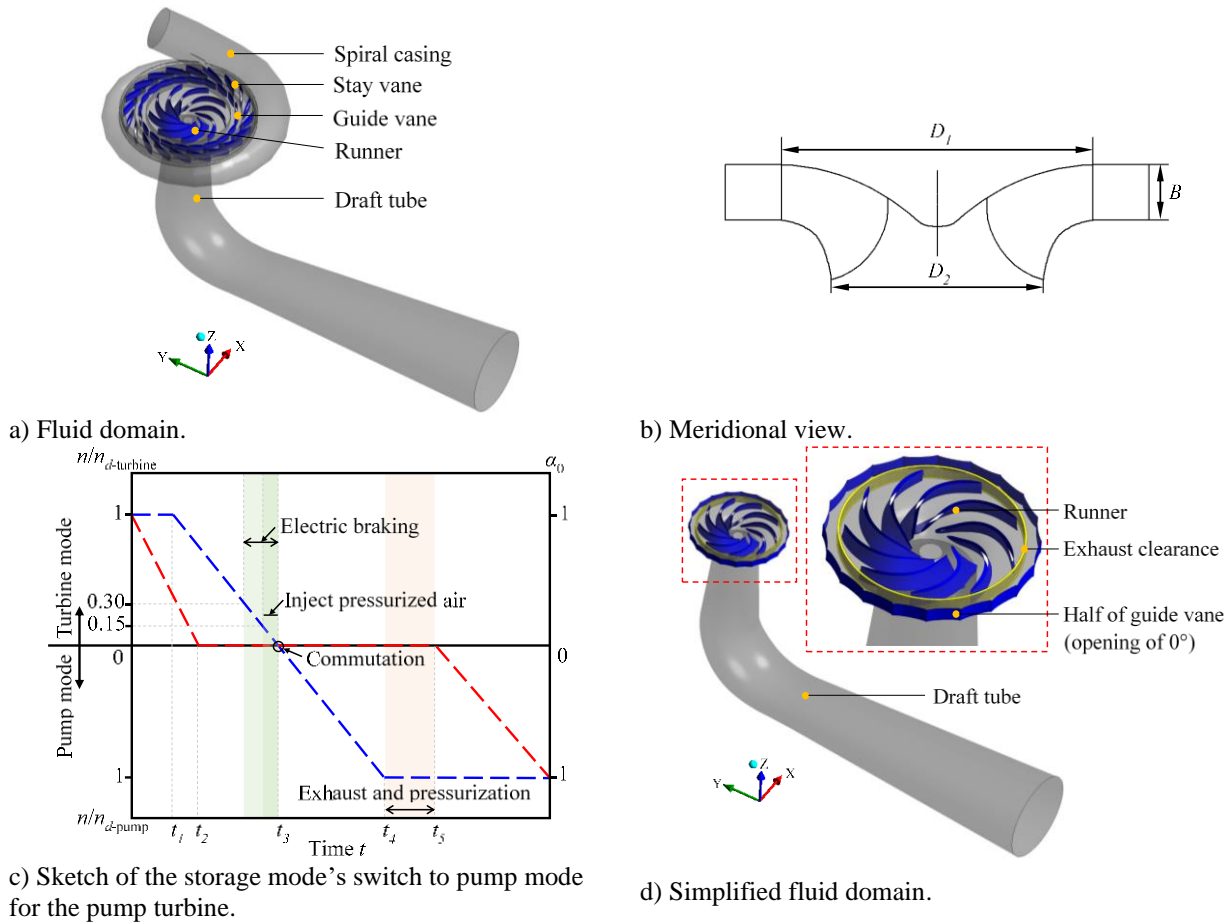 Spiral casing
Stay vane
Guide vane
Runner
Draft tube
Z
Y
X
a) Fluid domain.
D1
B
D2
b) Meridional view.
n/nd-turbine
α0
1
1
Electric braking
0.30
Inject pressurized air
0.15
Turbine mode
0
Commutation
0
Pump mode
1
1
Exhaust and pressurization
n/nd-pump
t1
t2
t3
t4
t5
Time t
c) Sketch of the storage mode's switch to pump mode
for the pump turbine.
Runner
Exhaust clearance
Half of guide vane
(opening of 0°)
Draft tube
Z
Y
X
d) Simplified fluid domain.